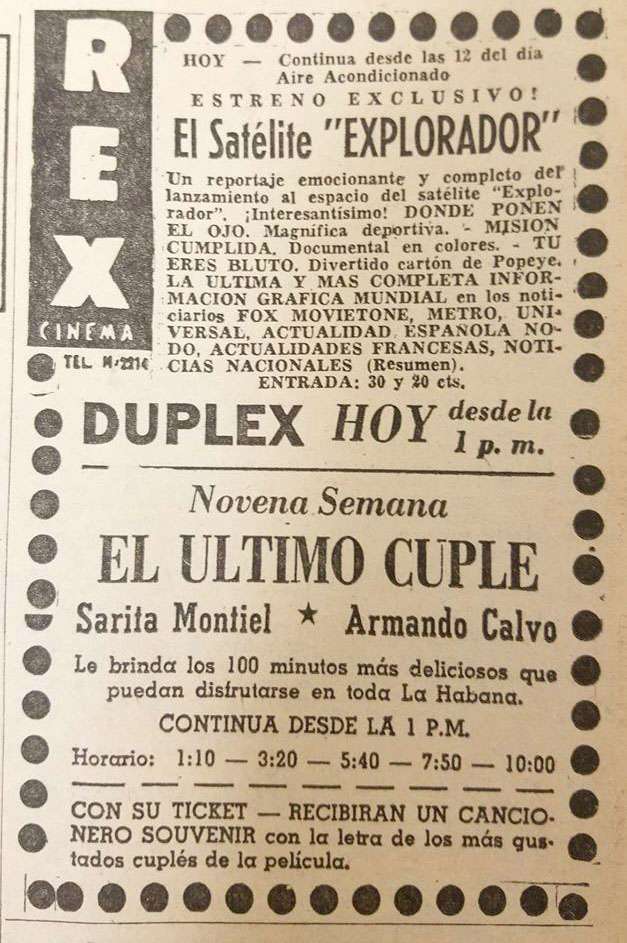 REX
CINEMA
TEL. M-2214
HOY — Continua desde las 12 del día
Aire Acondicionado
ESTRENO EXCLUSIVO!
El Satélite "EXPLORADOR"
Un reportaje emocionante y completo del
lanzamiento al espacio del satélite "Explo-
rador". ¡Interesantísimo! DONDE PONEN
EL OJO. Magnífica deportiva. - MISION
CUMPLIDA. Documental en colores. - TU
ERES BLUTO. Divertido cartón de Popeye.
LA ULTIMA Y MAS COMPLETA INFOR-
MACION GRAFICA MUNDIAL en los noti-
ciarios FOX MOVIETONE, METRO, UNI-
VERSAL, ACTUALIDAD ESPAÑOLA NO-
DO, ACTUALIDADES FRANCESAS, NOTI-
CIAS NACIONALES (Resumen).
ENTRADA: 30 y 20 cts.
DUPLEX HOY desde la
1 p. m.
Novena Semana
EL ULTIMO CUPLE
Sarita Montiel ★ Armando Calvo
Le brinda los 100 minutos más deliciosos que
puedan disfrutarse en toda La Habana.
CONTINUA DESDE LA 1 P.M.
Horario: 1:10 — 3:20 — 5:40 — 7:50 — 10:00
CON SU TICKET — RECIBIRAN UN CANCIO-
NERO SOUVENIR con la letra de los más gus-
tados cuplés de la película.